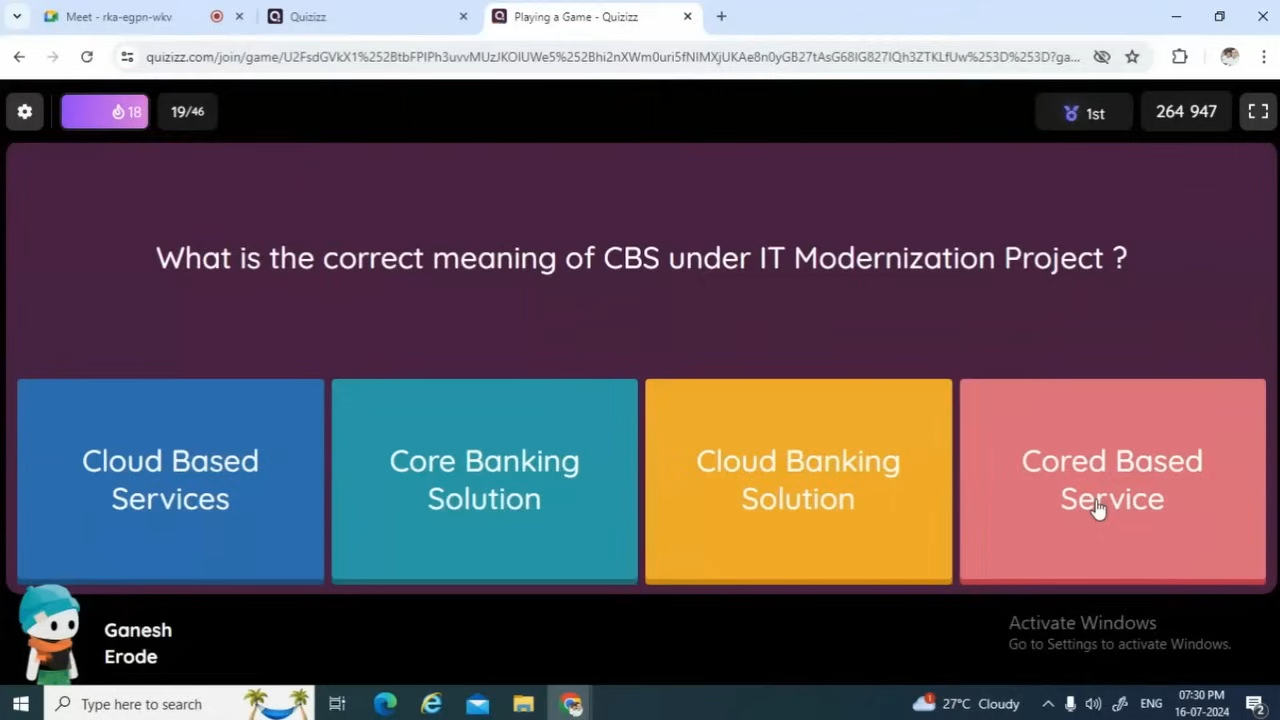 Meet - rka-egpn-wkv
Quizizz
Playing a Game - Quizizz
quizizz.com/join/game/U2FsdGVkX1%252BtbFPIPh3uvvMUzJKOlUWe5%252Bhi2nXWm0uri5fNIMXjUKAe8n0yGB27tAsG68IG827IQh3ZTKLfUw%253D%253D?ga...
18
19/46
1st
264 947
What is the correct meaning of CBS under IT Modernization Project ?
Cloud Based
Services
Core Banking
Solution
Cloud Banking
Solution
Cored Based
Service
Ganesh
Erode
Activate Windows
Go to Settings to activate Windows.
Type here to search
1
27°C Cloudy
ENG
07:30 PM
16-07-2024
2